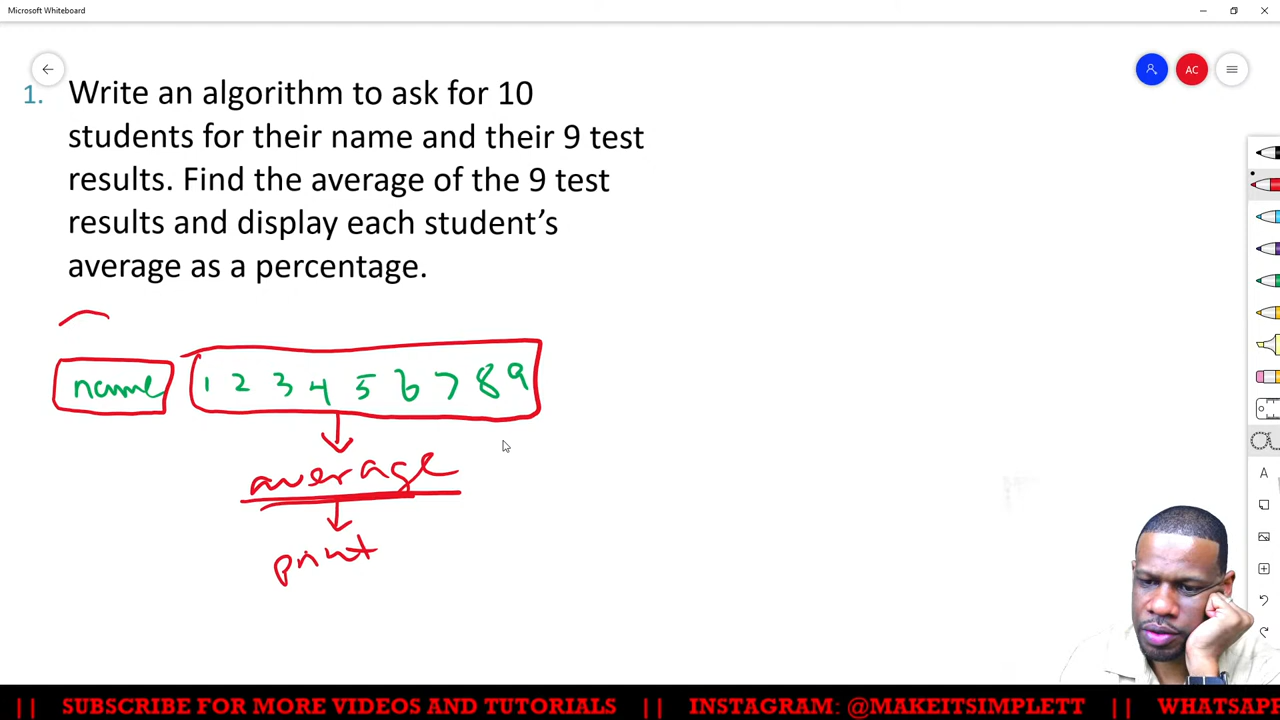 Microsoft Whiteboard
AC
1. Write an algorithm to ask for 10
students for their name and their 9 test
results. Find the average of the 9 test
results and display each student's
average as a percentage.
name 1 2 3 4 5 6 7 8 9
average
print
|| SUBSCRIBE FOR MORE VIDEOS AND TUTORIALS || INSTAGRAM: @MAKEITSIMPLETT || WHATSAP